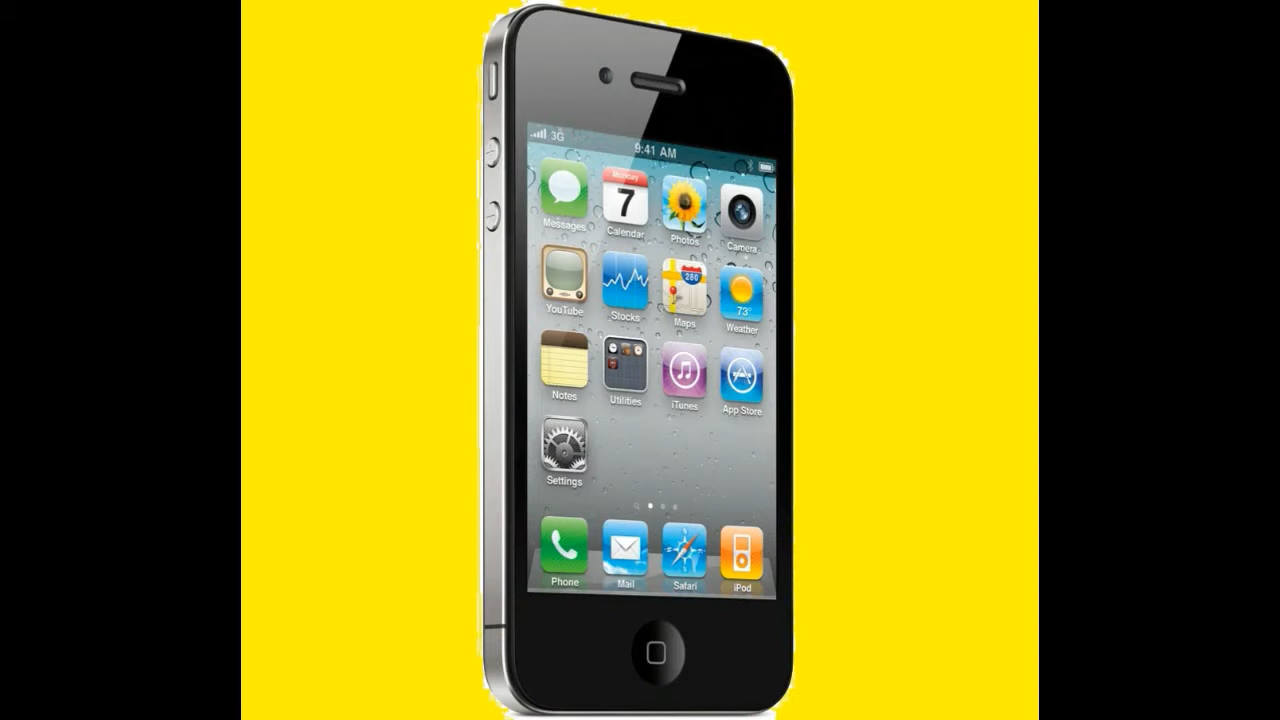 3G
9:41 AM
Monday
7
Messages Calendar Photos Camera
280
73°
YouTube Stocks Maps Weather
Notes Utilities iTunes App Store
Settings
Phone Mail Safari iPod